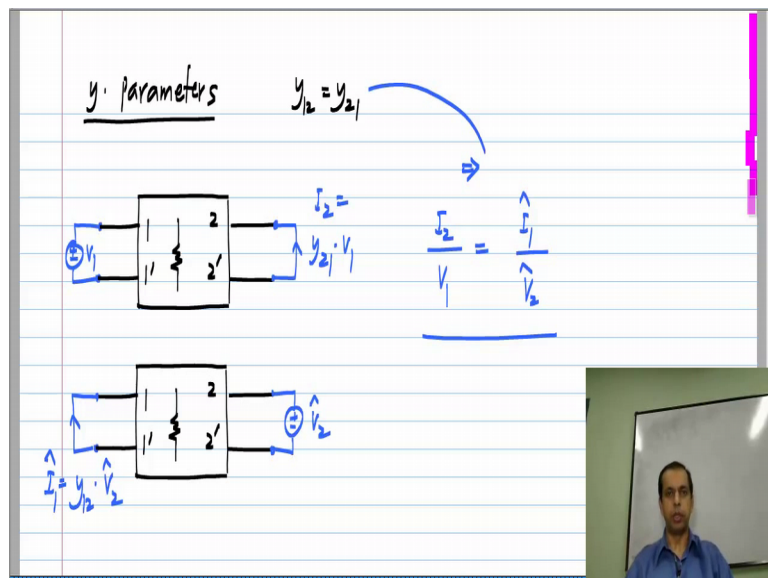 y. parameters y₁₂ = y₂₁
⇒
I₂ = y₂₁ · V₁
I₂ / V₁ = Î₁ / V̂₂
± V₁
1 2
1' 2'
1 2
1' 2'
± V̂₂
Î₁ = y₁₂ · V̂₂